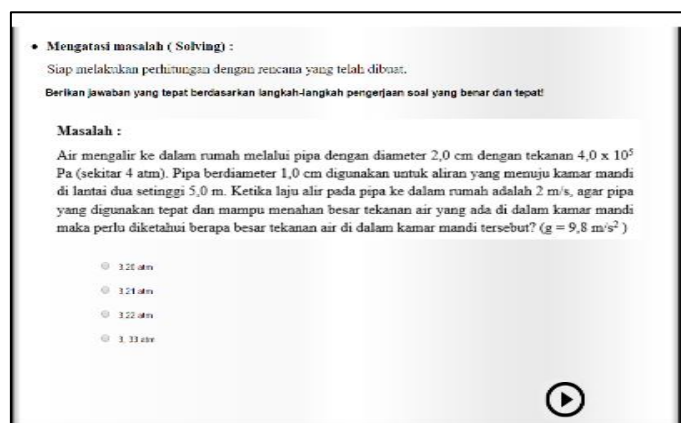 • Mengatasi masalah ( Solving) :
Siap melakukan perhitungan dengan rencana yang telah dibuat.
Berikan jawaban yang tepat berdasarkan langkah-langkah pengerjaan soal yang benar dan tepat!
Masalah :
Air mengalir ke dalam rumah melalui pipa dengan diameter 2,0 cm dengan tekanan 4,0 x 10⁵
Pa (sekitar 4 atm). Pipa berdiameter 1,0 cm digunakan untuk aliran yang menuju kamar mandi
di lantai dua setinggi 5,0 m. Ketika laju alir pada pipa ke dalam rumah adalah 2 m/s, agar pipa
yang digunakan tepat dan mampu menahan besar tekanan air yang ada di dalam kamar mandi
maka perlu diketahui berapa besar tekanan air di dalam kamar mandi tersebut? (g = 9,8 m/s² )
3.20 atm
3.21 atm
3.22 atm
3, 33 atm